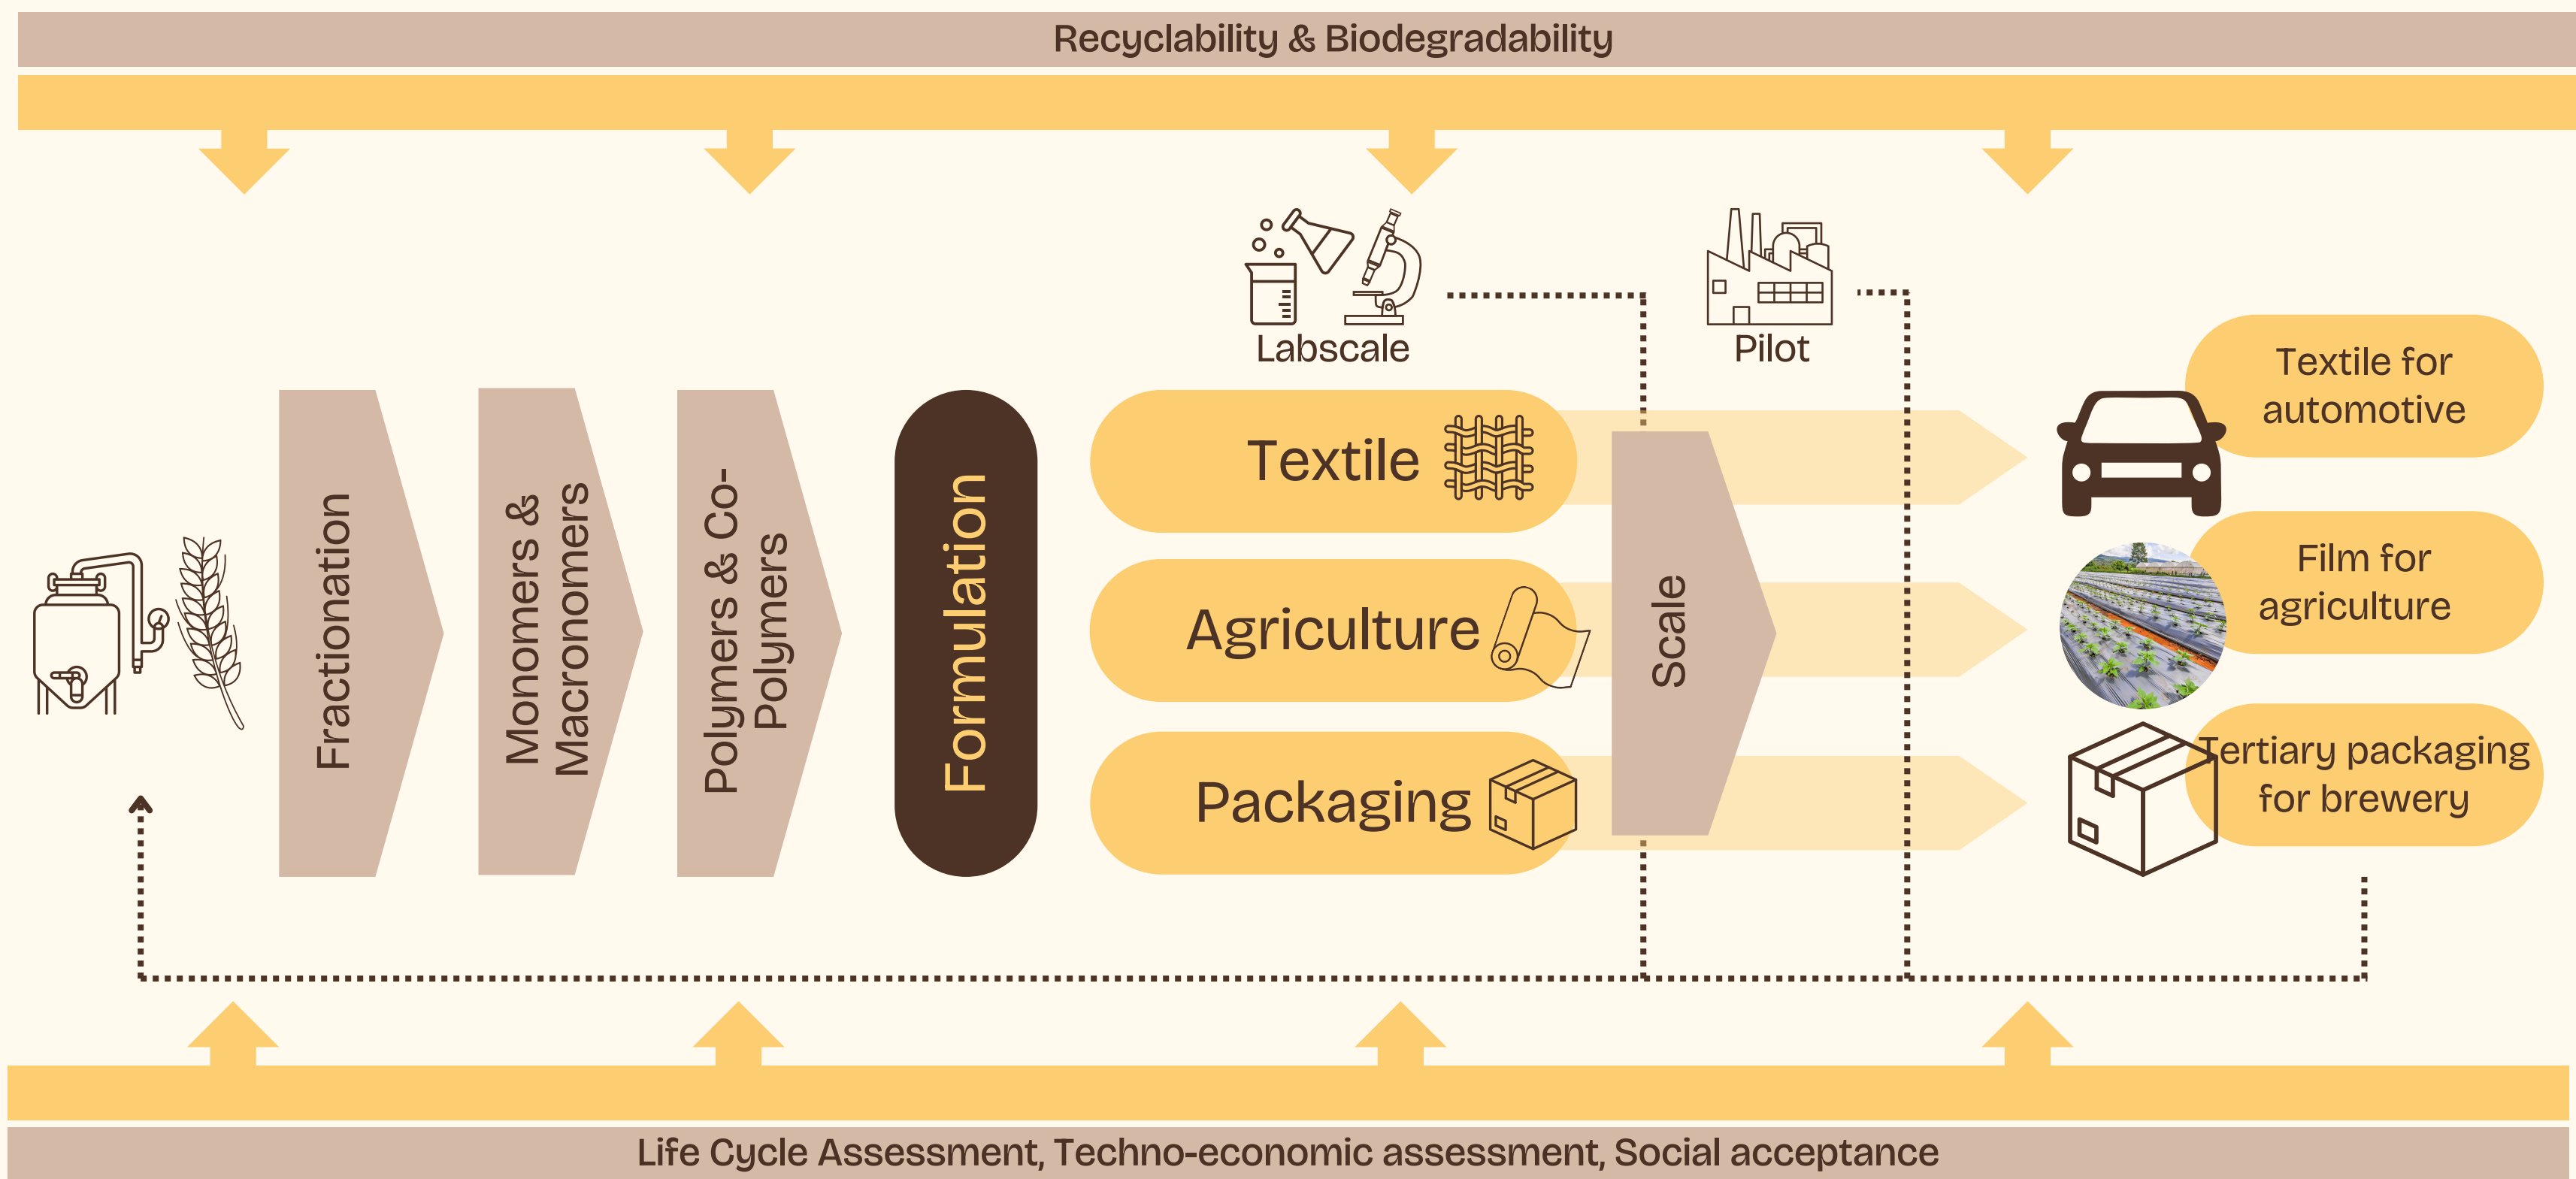 Recyclability & Biodegradability
Labscale
Pilot
Fractionation
Monomers &
Macronomers
Polymers & Co-
Polymers
Formulation
Textile
Agriculture
Packaging
Scale
Textile for
automotive
Film for
agriculture
Tertiary packaging
for brewery
Life Cycle Assessment, Techno-economic assessment, Social acceptance